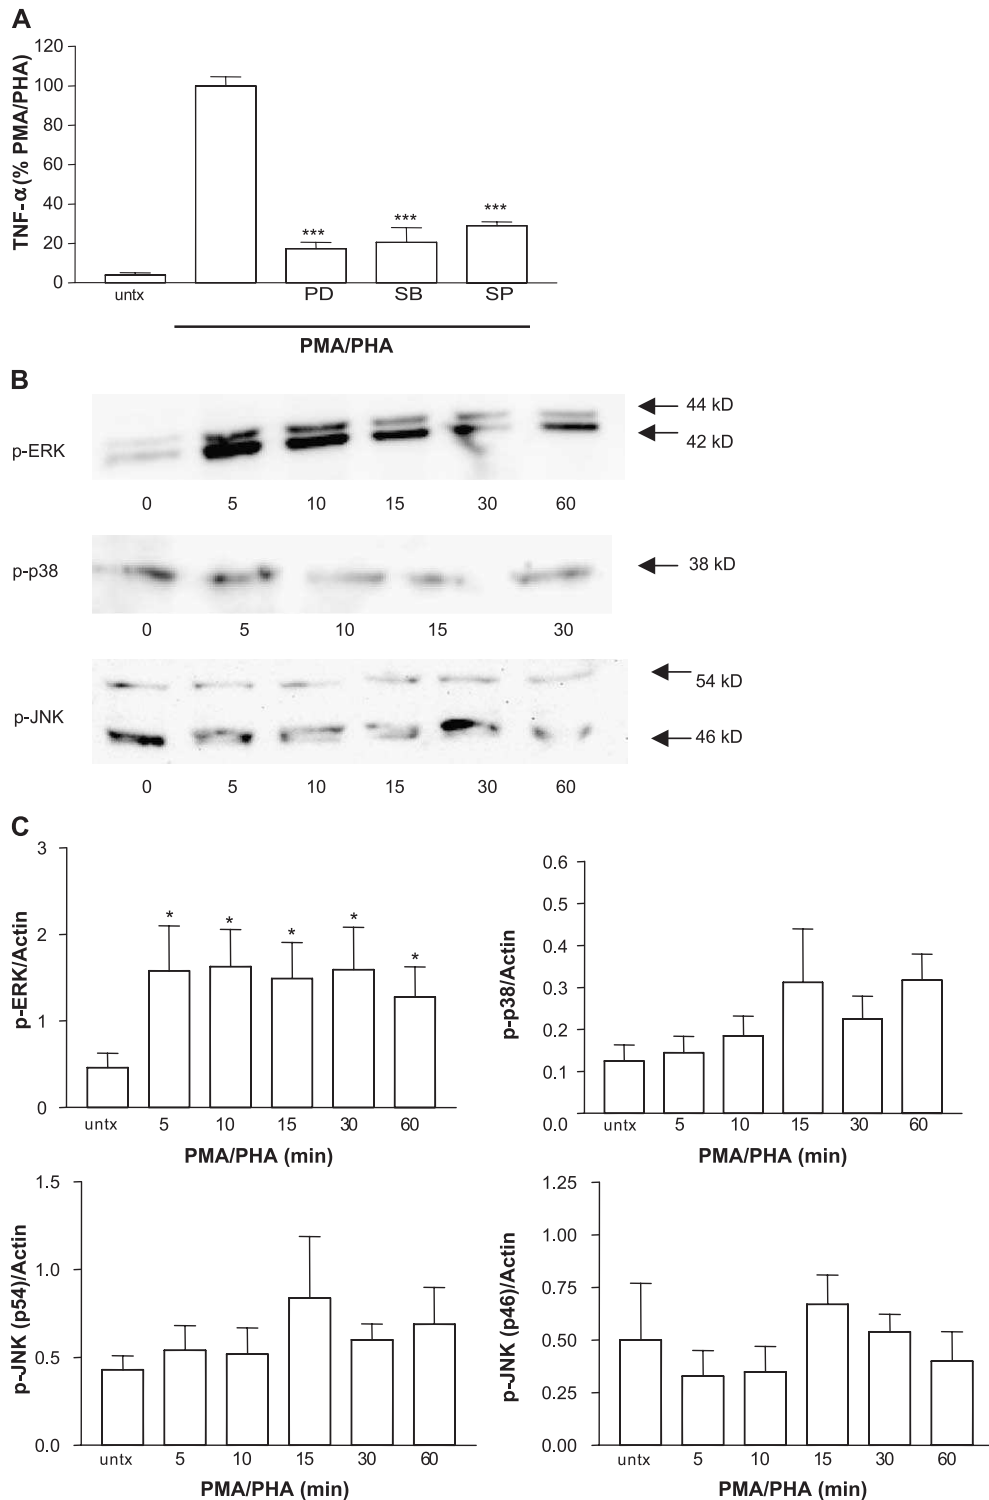 A
TNF-α (% PMA/PHA)
120
100
80
60
40
20
0
***
***
***
untx
PD
SB
SP
PMA/PHA
B
p-ERK
44 kD
42 kD
0 5 10 15 30 60
p-p38
38 kD
0 5 10 15 30
p-JNK
54 kD
46 kD
0 5 10 15 30 60
C
p-ERK/Actin
3
2
1
0
* * * * *
untx 5 10 15 30 60
PMA/PHA (min)
p-p38/Actin
0.6
0.5
0.4
0.3
0.2
0.1
0.0
untx 5 10 15 30 60
PMA/PHA (min)
p-JNK (p54)/Actin
1.5
1.0
0.5
0.0
untx 5 10 15 30 60
PMA/PHA (min)
p-JNK (p46)/Actin
1.25
1.00
0.75
0.50
0.25
0.00
untx 5 10 15 30 60
PMA/PHA (min)